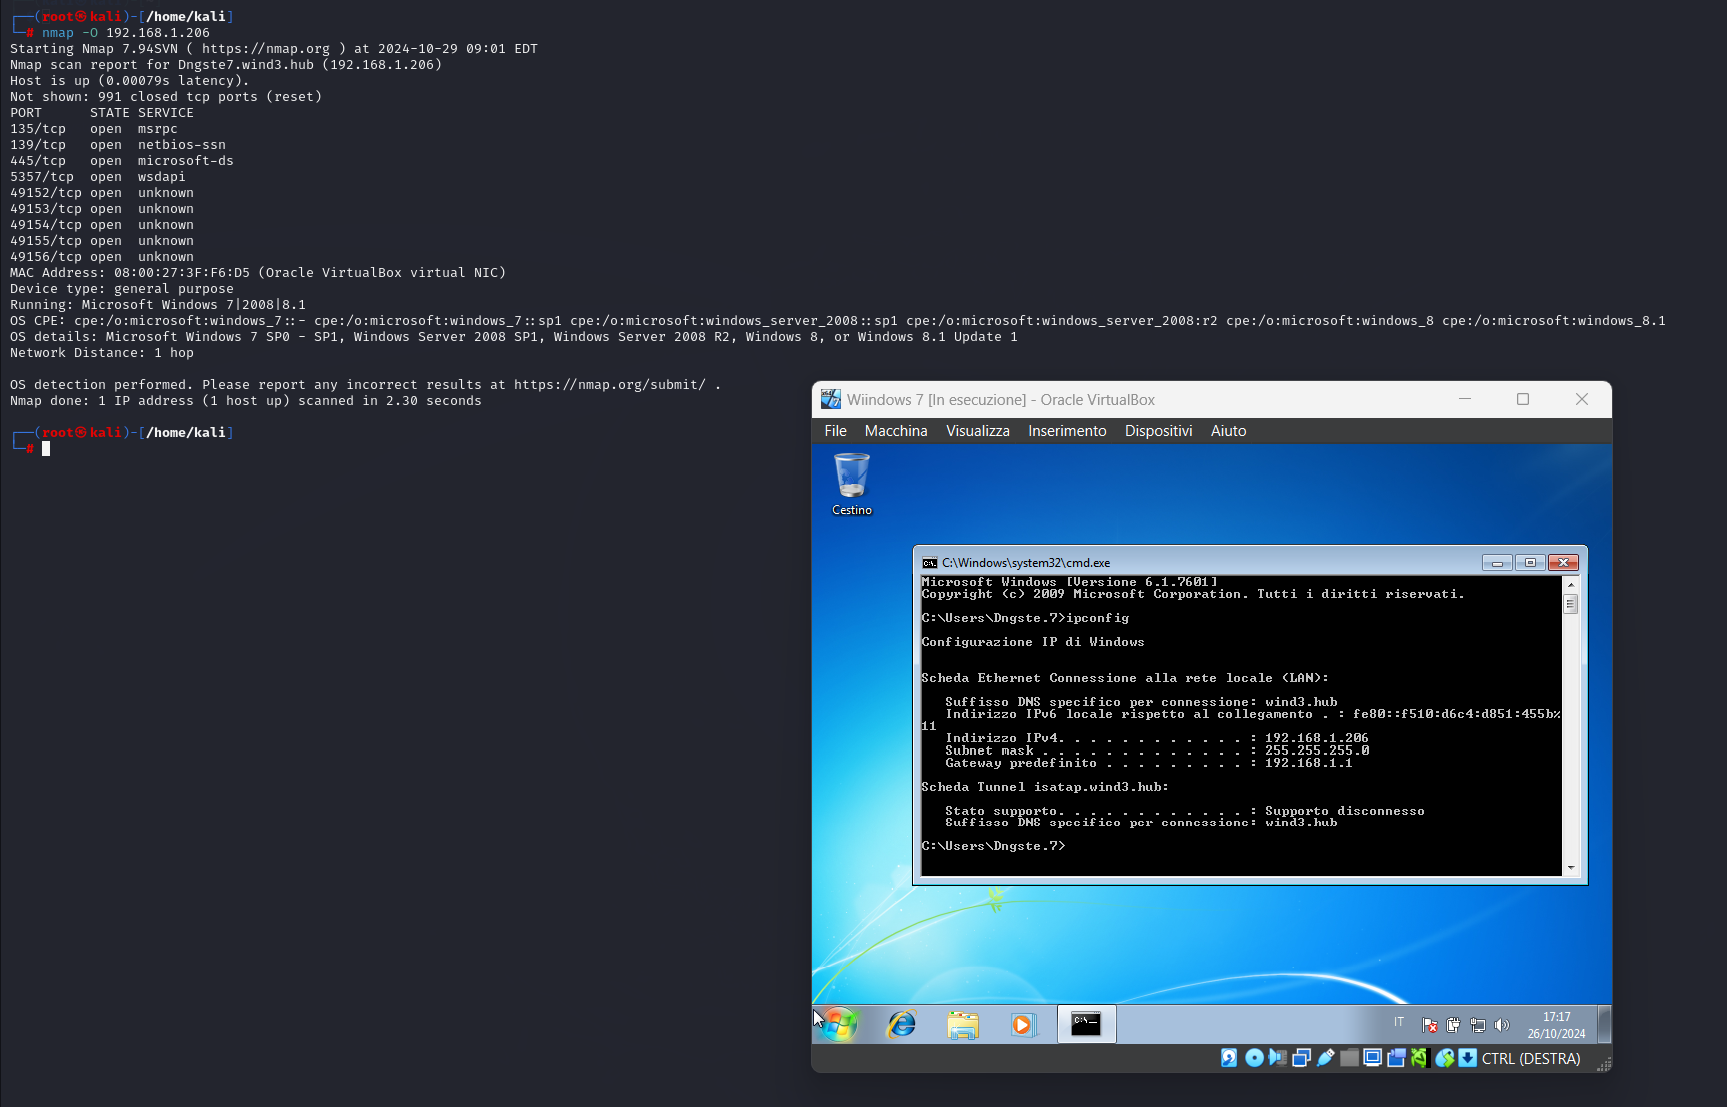 ┌──(root㉿kali)-[/home/kali]
└─# nmap -O 192.168.1.206
Starting Nmap 7.94SVN ( https://nmap.org ) at 2024-10-29 09:01 EDT
Nmap scan report for Dngste7.wind3.hub (192.168.1.206)
Host is up (0.00079s latency).
Not shown: 991 closed tcp ports (reset)
PORT      STATE SERVICE
135/tcp   open  msrpc
139/tcp   open  netbios-ssn
445/tcp   open  microsoft-ds
5357/tcp  open  wsdapi
49152/tcp open  unknown
49153/tcp open  unknown
49154/tcp open  unknown
49155/tcp open  unknown
49156/tcp open  unknown
MAC Address: 08:00:27:3F:F6:D5 (Oracle VirtualBox virtual NIC)
Device type: general purpose
Running: Microsoft Windows 7|2008|8.1
OS CPE: cpe:/o:microsoft:windows_7::- cpe:/o:microsoft:windows_7::sp1 cpe:/o:microsoft:windows_server_2008::sp1 cpe:/o:microsoft:windows_server_2008:r2 cpe:/o:microsoft:windows_8 cpe:/o:microsoft:windows_8.1
OS details: Microsoft Windows 7 SP0 - SP1, Windows Server 2008 SP1, Windows Server 2008 R2, Windows 8, or Windows 8.1 Update 1
Network Distance: 1 hop
OS detection performed. Please report any incorrect results at https://nmap.org/submit/ .
Nmap done: 1 IP address (1 host up) scanned in 2.30 seconds
┌──(root㉿kali)-[/home/kali]
└─#
Wiindows 7 [In esecuzione] - Oracle VirtualBox
File Macchina Visualizza Inserimento Dispositivi Aiuto
Cestino
C:\Windows\system32\cmd.exe
Microsoft Windows [Versione 6.1.7601]
Copyright (c) 2009 Microsoft Corporation. Tutti i diritti riservati.
C:\Users\Dngste.7>ipconfig
Configurazione IP di Windows
Scheda Ethernet Connessione alla rete locale (LAN):
Suffisso DNS specifico per connessione: wind3.hub
Indirizzo IPv6 locale rispetto al collegamento . : fe80::f510:d6c4:d851:455b%
11
Indirizzo IPv4. . . . . . . . . . . . : 192.168.1.206
Subnet mask . . . . . . . . . . . . . : 255.255.255.0
Gateway predefinito . . . . . . . . . : 192.168.1.1
Scheda Tunnel isatap.wind3.hub:
Stato supporto. . . . . . . . . . . . : Supporto disconnesso
Suffisso DNS specifico per connessione: wind3.hub
C:\Users\Dngste.7>
IT
17:17
26/10/2024
CTRL (DESTRA)